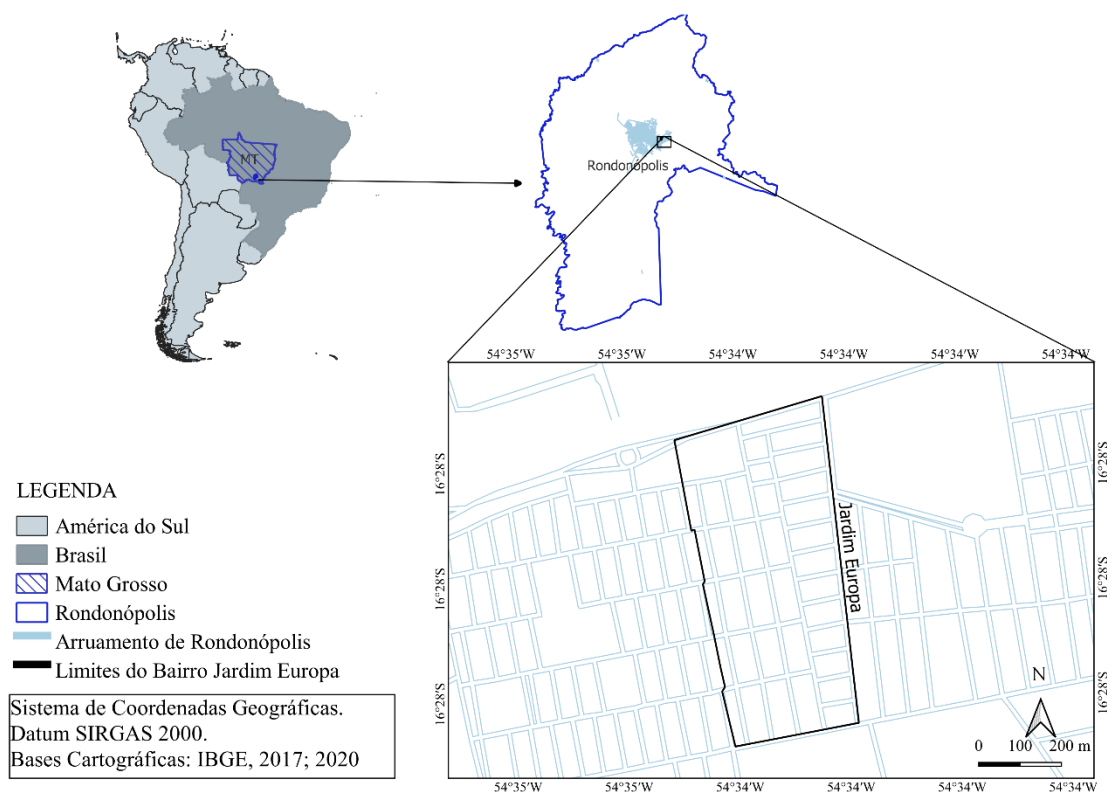 MT
Rondonópolis
54°35'W 54°35'W 54°34'W 54°34'W 54°34'W 54°34'W
16°28'S 16°28'S
16°28'S 16°28'S
16°28'S 16°28'S
Jardim Europa
N
0 100 200 m
54°35'W 54°35'W 54°34'W 54°34'W 54°34'W 54°34'W
LEGENDA
América do Sul
Brasil
Mato Grosso
Rondonópolis
Arruamento de Rondonópolis
Limites do Bairro Jardim Europa
Sistema de Coordenadas Geográficas.
Datum SIRGAS 2000.
Bases Cartográficas: IBGE, 2017; 2020